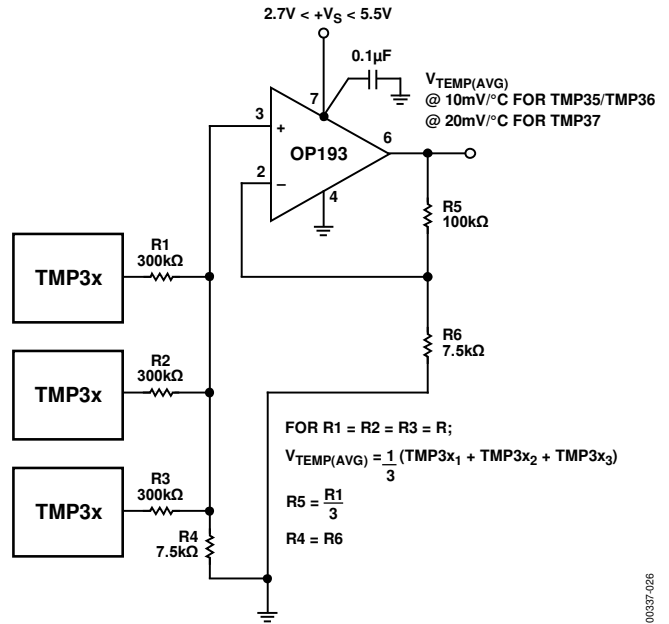 2.7V < +VS < 5.5V
0.1µF
VTEMP(AVG)
@ 10mV/°C FOR TMP35/TMP36
@ 20mV/°C FOR TMP37
7
3
+
OP193
6
2
–
4
R5
100kΩ
R1
300kΩ
TMP3x
R6
7.5kΩ
R2
300kΩ
TMP3x
FOR R1 = R2 = R3 = R;
VTEMP(AVG) = 1/3 (TMP3x1 + TMP3x2 + TMP3x3)
R3
300kΩ
TMP3x
R5 = R1/3
R4
7.5kΩ
R4 = R6
00337-026